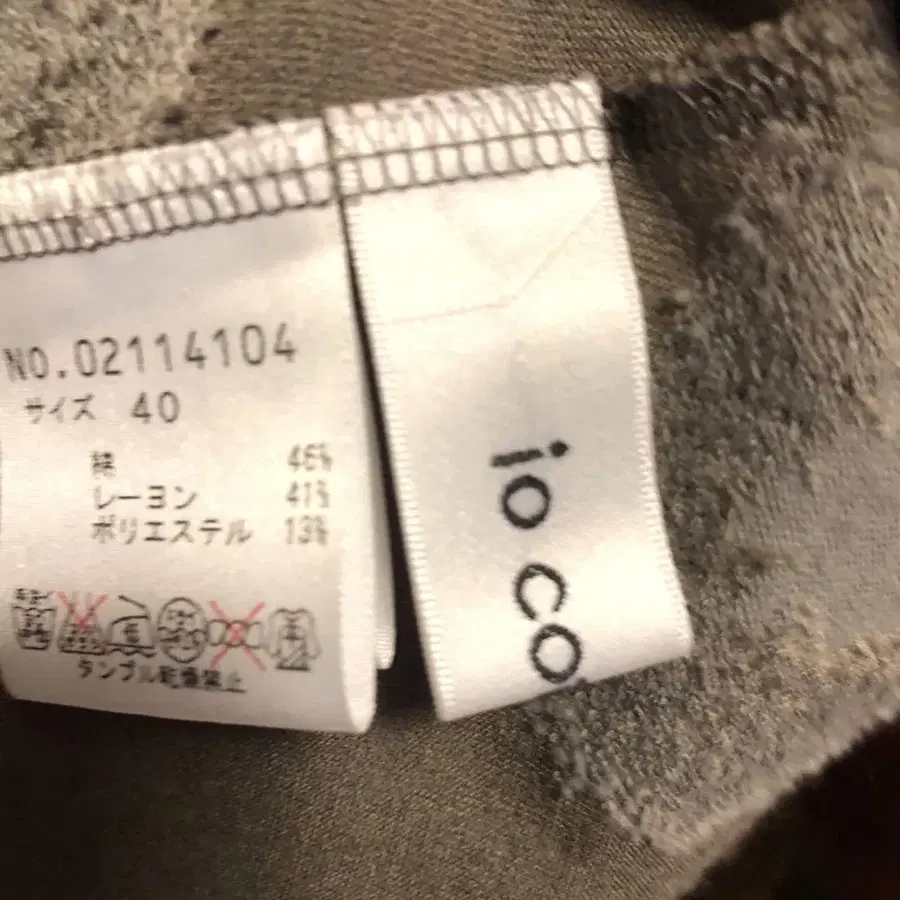 NO.02114104
サイズ 40
綿 46%
レーヨン 41%
ポリエステル 13%
タンブル乾燥禁止
io co